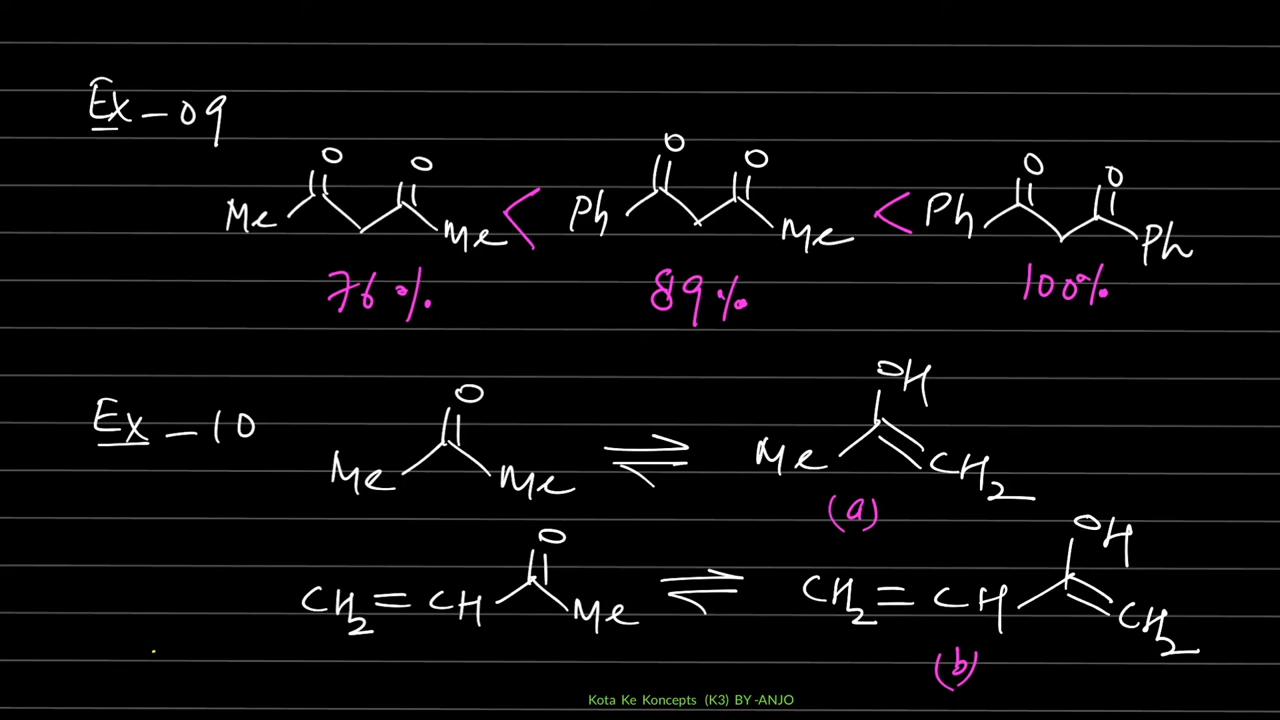 Ex - 09
O O O O O O
Me Me < Ph Me < Ph Ph
76% 89% 100%
OH
O
Ex - 10
Me Me ⇌ Me CH2
(a)
O OH
CH2 = CH Me ⇌ CH2 = CH CH2
(b)
Kota Ke Koncepts (K3) BY -ANJO